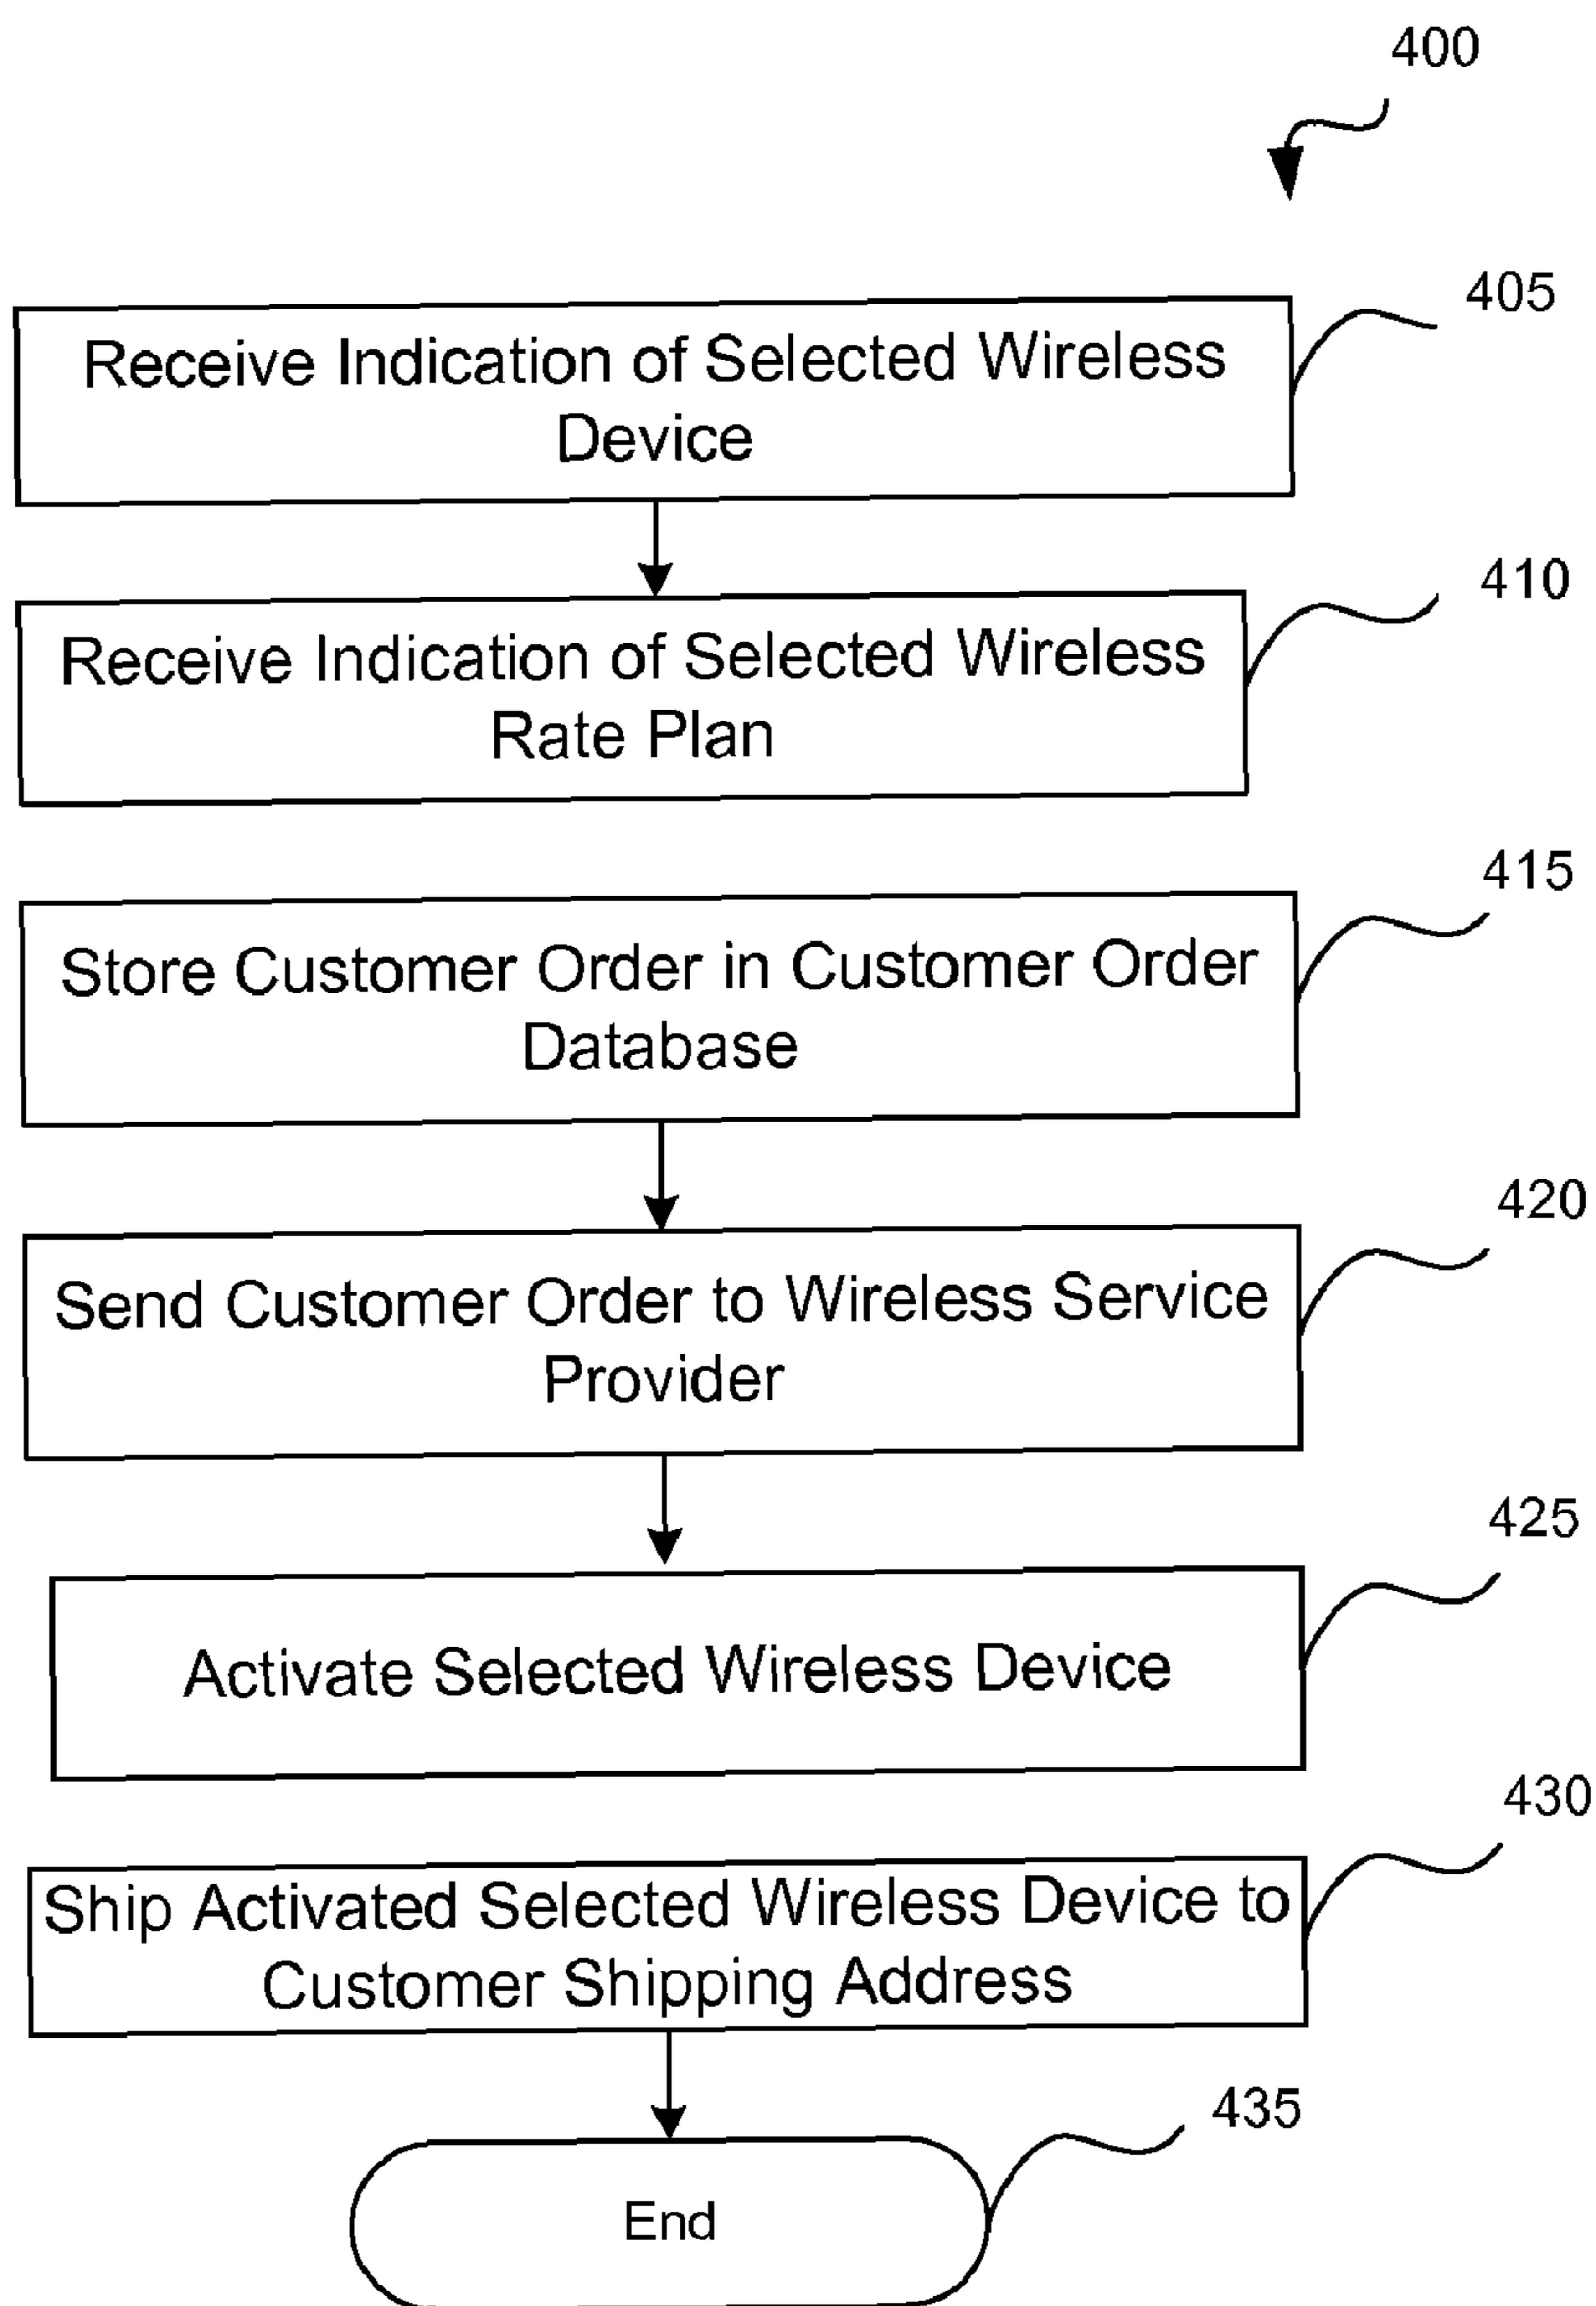 400
405
Receive Indication of Selected Wireless
Device
410
Receive Indication of Selected Wireless
Rate Plan
415
Store Customer Order in Customer Order
Database
420
Send Customer Order to Wireless Service
Provider
425
Activate Selected Wireless Device
430
Ship Activated Selected Wireless Device to
Customer Shipping Address
435
End